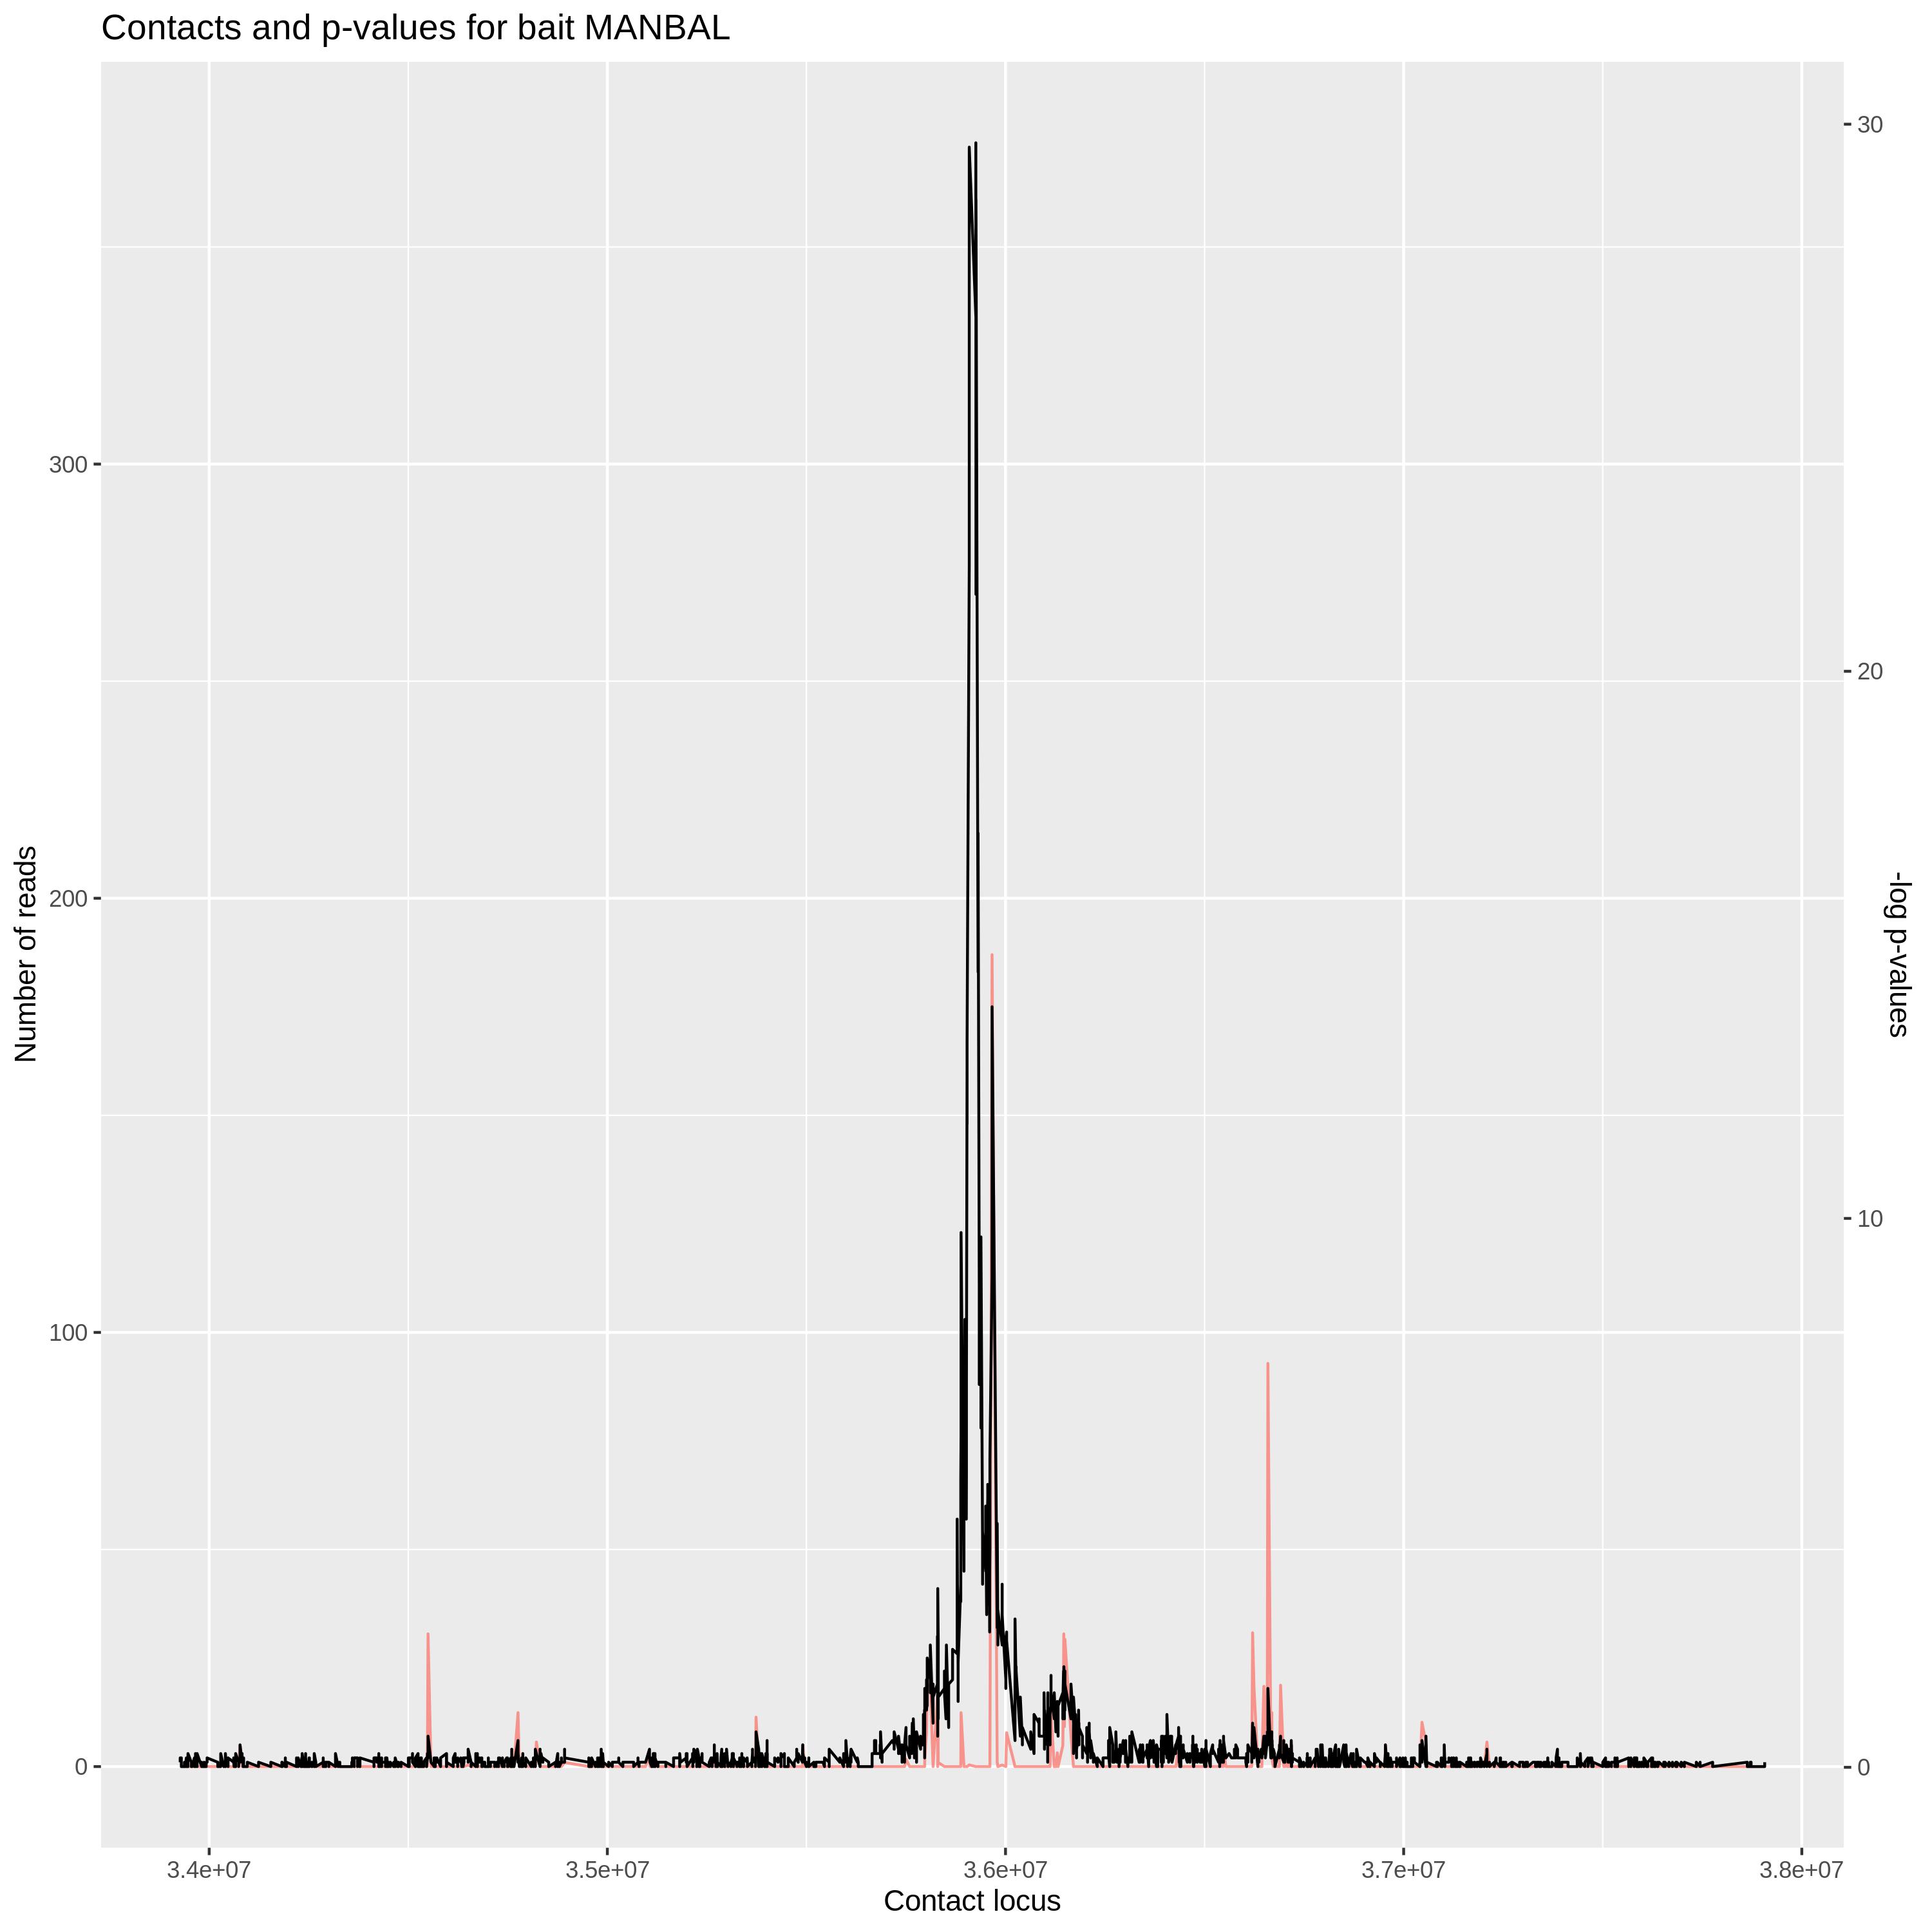 Contacts and p-values for bait MANBAL
30
300
20
200
Number of reads
-log p-values
10
100
0
0
3.4e+07
3.5e+07
3.6e+07
3.7e+07
3.8e+07
Contact locus